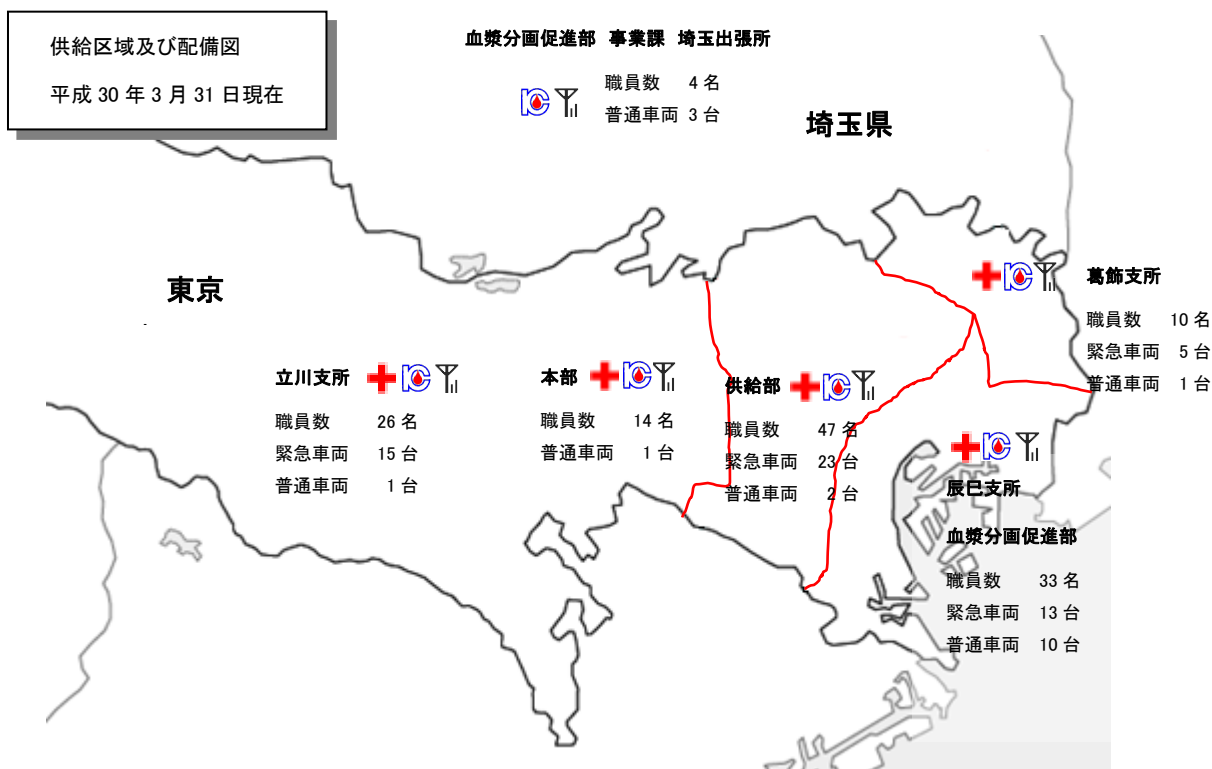 供給区域及び配備図
平成 30 年 3 月 31 日現在
血漿分画促進部 事業課 埼玉出張所
職員数 4 名
普通車両 3 台
埼玉県
東京
葛飾支所
職員数 10 名
緊急車両 5 台
普通車両 1 台
立川支所
職員数 26 名
緊急車両 15 台
普通車両 1 台
本部
職員数 14 名
普通車両 1 台
供給部
職員数 47 名
緊急車両 23 台
普通車両 2 台
辰巳支所
血漿分画促進部
職員数 33 名
緊急車両 13 台
普通車両 10 台